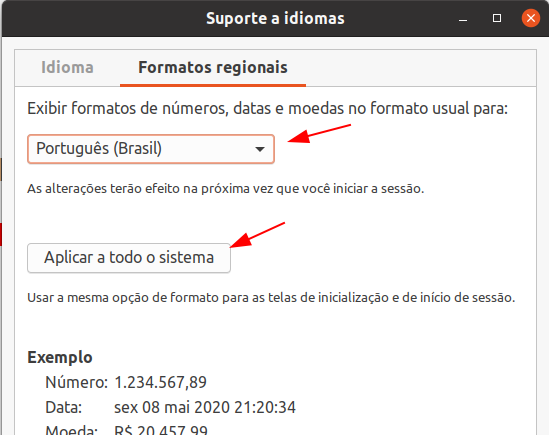 Suporte a idiomas
Idioma
Formatos regionais
Exibir formatos de números, datas e moedas no formato usual para:
Português (Brasil)
As alterações terão efeito na próxima vez que você iniciar a sessão.
Aplicar a todo o sistema
Usar a mesma opção de formato para as telas de inicialização e de início de sessão.
Exemplo
Número: 1.234.567,89
Data: sex 08 mai 2020 21:20:34
Moeda: R$ 20.457,99